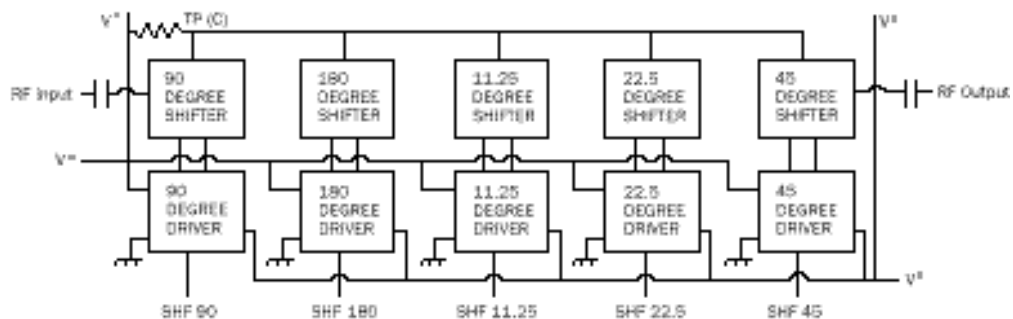 TP (C)
90
DEGREE
SHIFTER
180
DEGREE
SHIFTER
11.25
DEGREE
SHIFTER
22.5
DEGREE
SHIFTER
45
DEGREE
SHIFTER
RF Input
RF Output
90
DEGREE
DRIVER
180
DEGREE
DRIVER
11.25
DEGREE
DRIVER
22.5
DEGREE
DRIVER
45
DEGREE
DRIVER
SHF 90
SHF 180
SHF 11.25
SHF 22.5
SHF 45